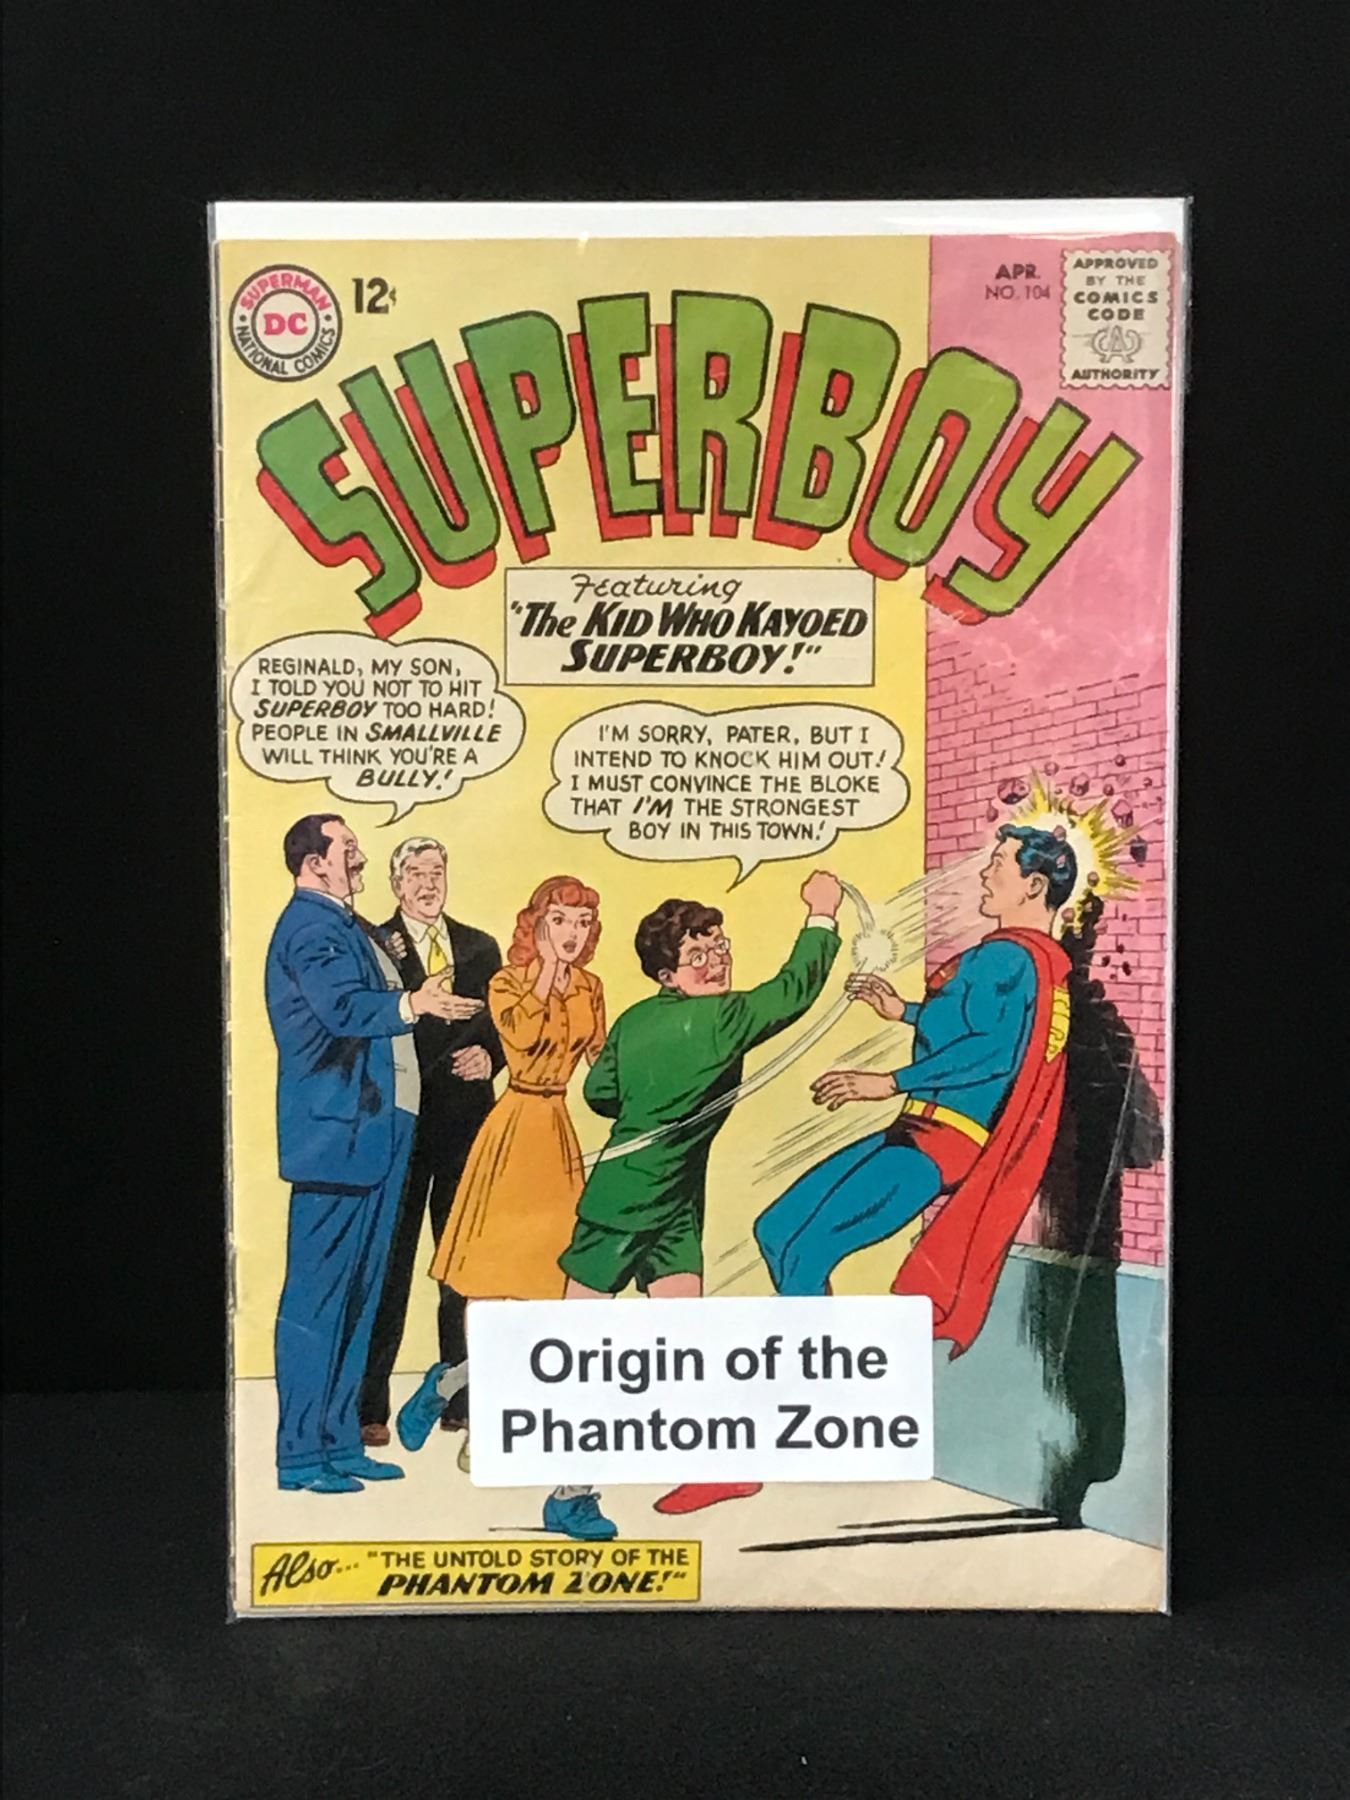 SUPERMAN
DC
NATIONAL COMICS
12¢
APR.
NO. 104
APPROVED
BY THE
COMICS
CODE
CA
AUTHORITY
SUPERBOY
Featuring
"The KID WHO KAYOED
SUPERBOY!"
REGINALD, MY SON,
I TOLD YOU NOT TO HIT
SUPERBOY TOO HARD!
PEOPLE IN SMALLVILLE
WILL THINK YOU'RE A
BULLY!
I'M SORRY, PATER, BUT I
INTEND TO KNOCK HIM OUT!
I MUST CONVINCE THE BLOKE
THAT I'M THE STRONGEST
BOY IN THIS TOWN!
Origin of the
Phantom Zone
Also... "THE UNTOLD STORY OF THE
PHANTOM ZONE!"